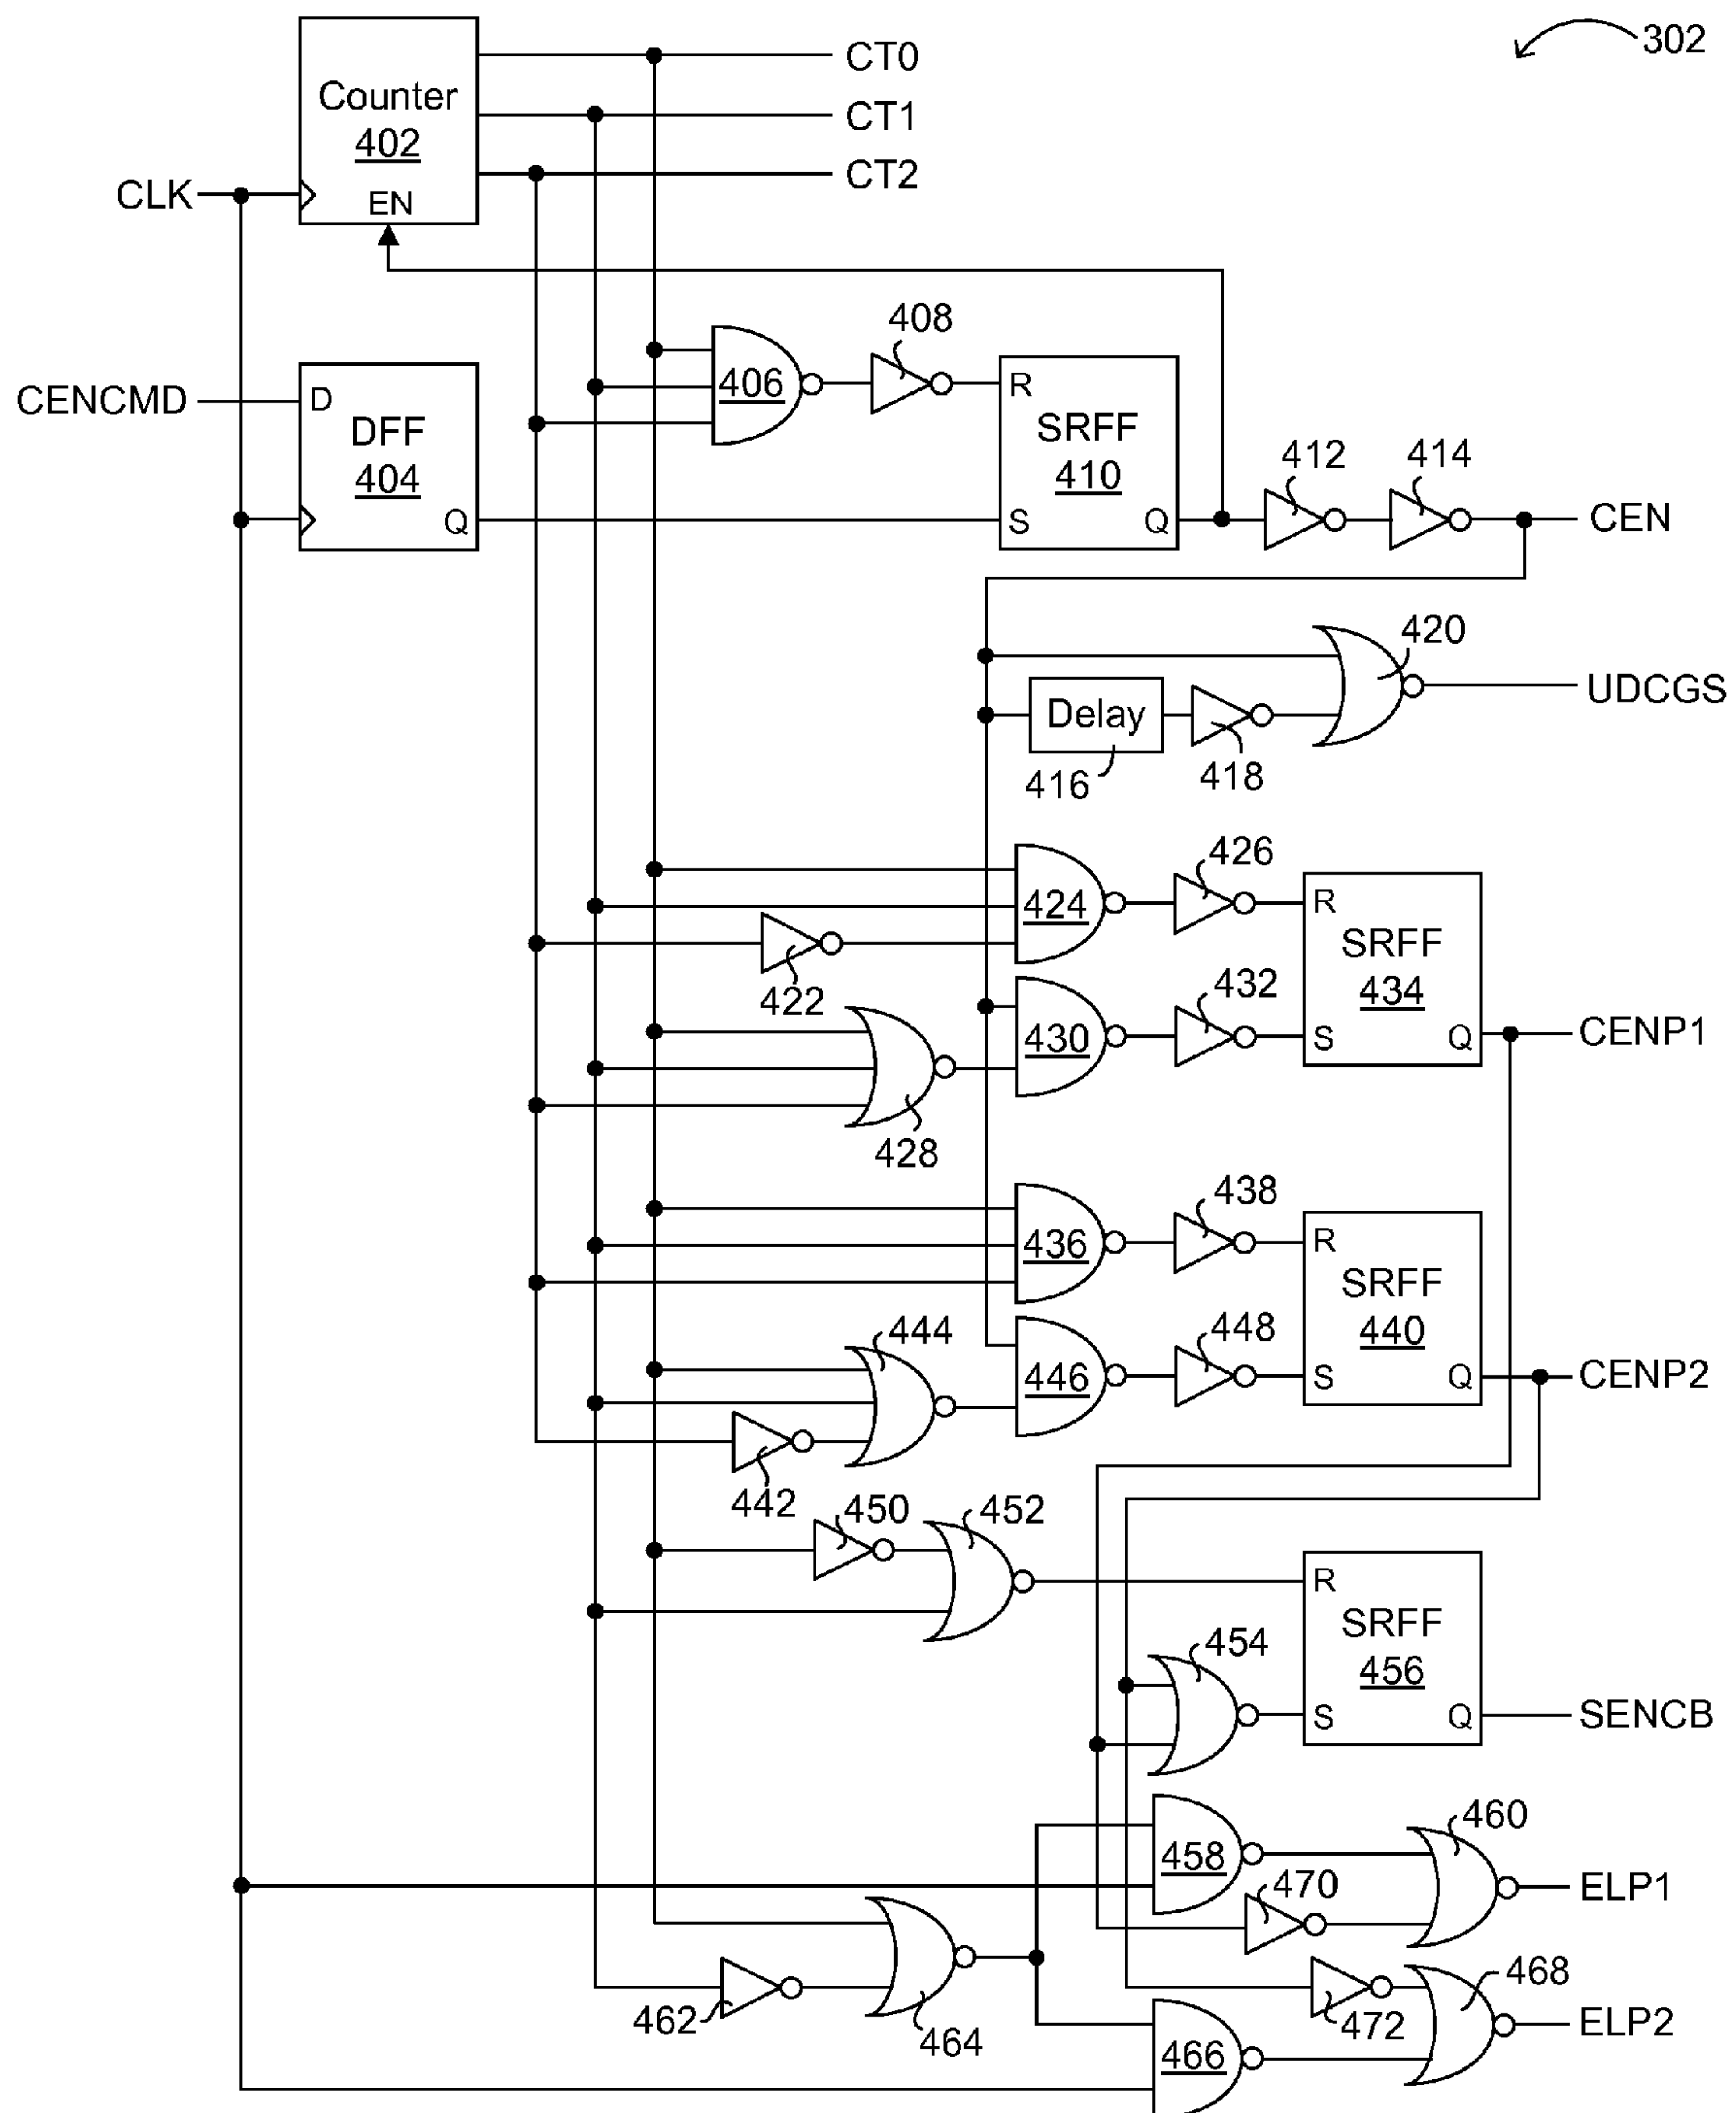 302
CT0
Counter
402
CT1
CT2
CLK
EN
408
406
R
CENCMD
D
SRFF
DFF
410
412
414
404
Q
S
Q
CEN
420
UDCGS
Delay
416
418
426
424
R
SRFF
434
422
432
430
S
Q
CENP1
428
438
436
R
SRFF
440
444
448
446
S
Q
CENP2
442
450
452
R
SRFF
456
454
S
Q
SENCB
460
458
470
ELP1
468
462
464
472
ELP2
466